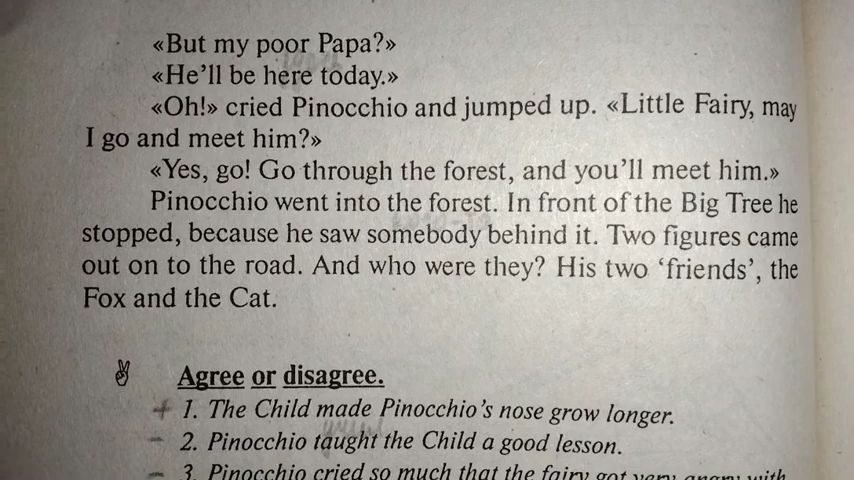 «But my poor Papa?»
«He'll be here today.»
«Oh!» cried Pinocchio and jumped up. «Little Fairy, may
I go and meet him?»
«Yes, go! Go through the forest, and you'll meet him.»
Pinocchio went into the forest. In front of the Big Tree he
stopped, because he saw somebody behind it. Two figures came
out on to the road. And who were they? His two 'friends', the
Fox and the Cat.
Agree or disagree.
+ 1. The Child made Pinocchio's nose grow longer.
- 2. Pinocchio taught the Child a good lesson.
- 3. Pinocchio cried so much that the fairy got very angry with